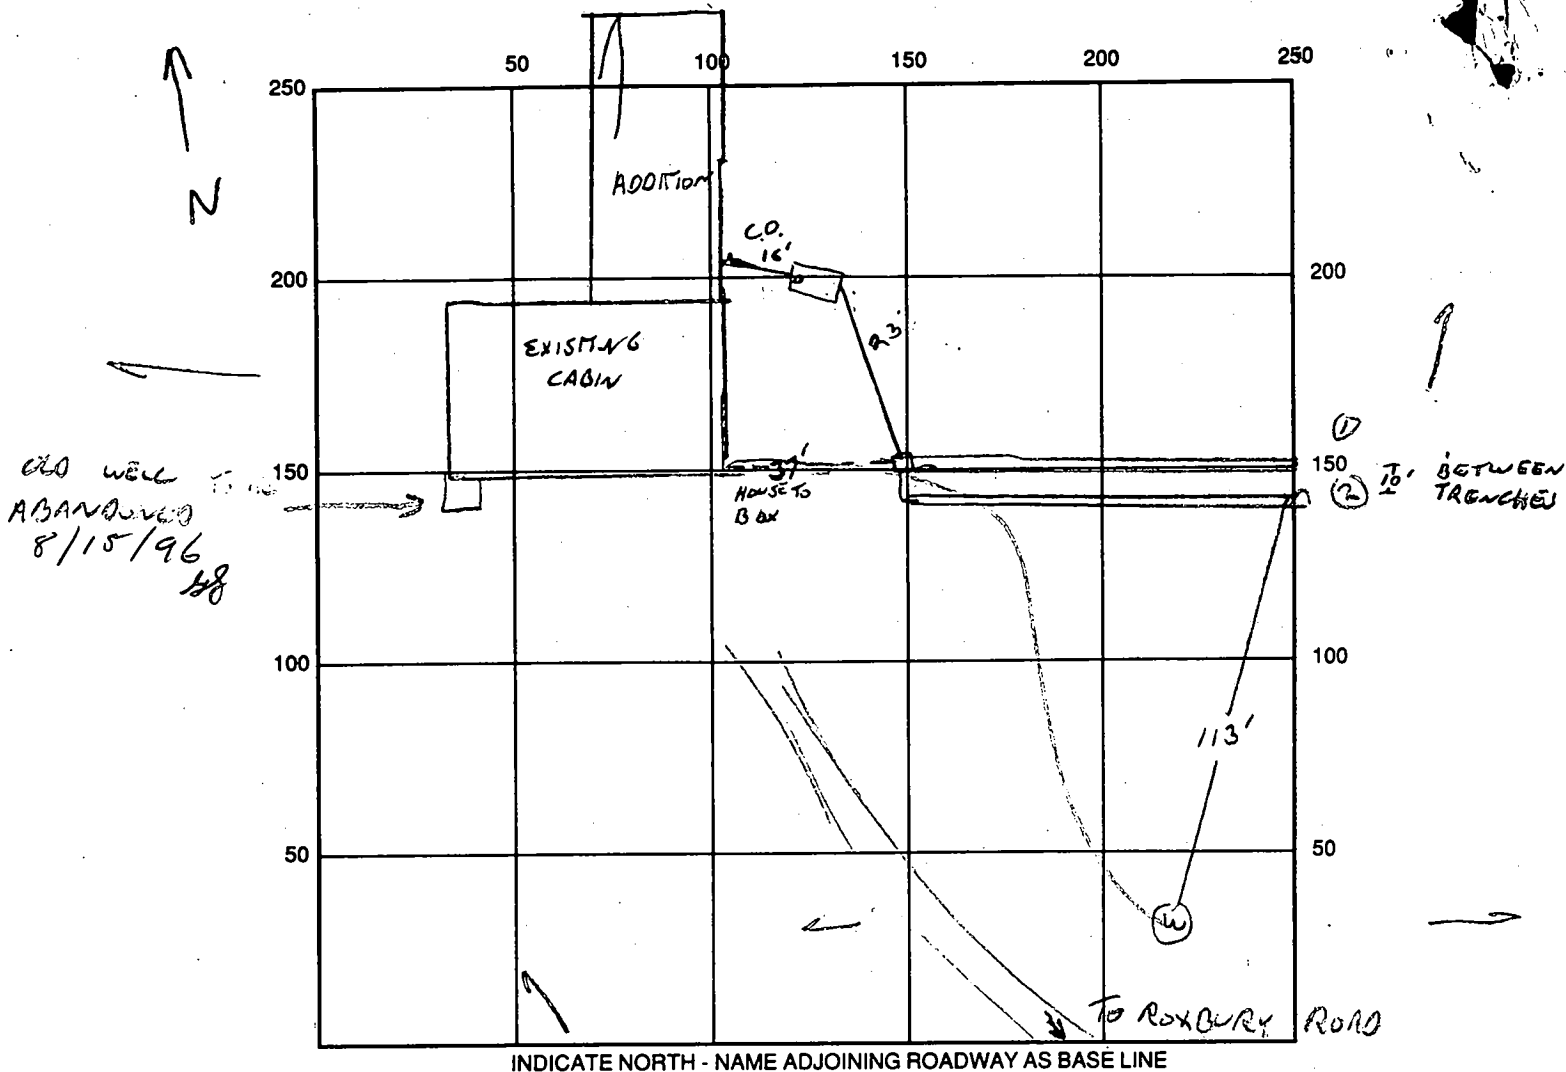 50 100 150 200 250
250
N
ADDITION
C.O.
16'
200 200
23'
EXISTING
CABIN
OLD WELL
ABANDONED
8/15/96
150 150
37'
HOUSE TO
BOX
①
②
10' BETWEEN
TRENCHES
100 100
113'
50 50
W
TO ROXBURY ROAD
INDICATE NORTH - NAME ADJOINING ROADWAY AS BASE LINE